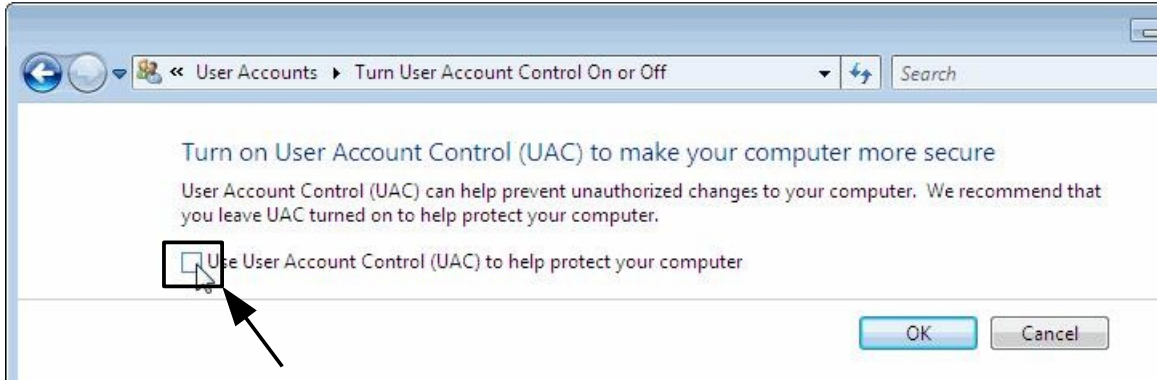 « User Accounts ▸ Turn User Account Control On or Off
Search
Turn on User Account Control (UAC) to make your computer more secure
User Account Control (UAC) can help prevent unauthorized changes to your computer. We recommend that
you leave UAC turned on to help protect your computer.
Use User Account Control (UAC) to help protect your computer
OK
Cancel